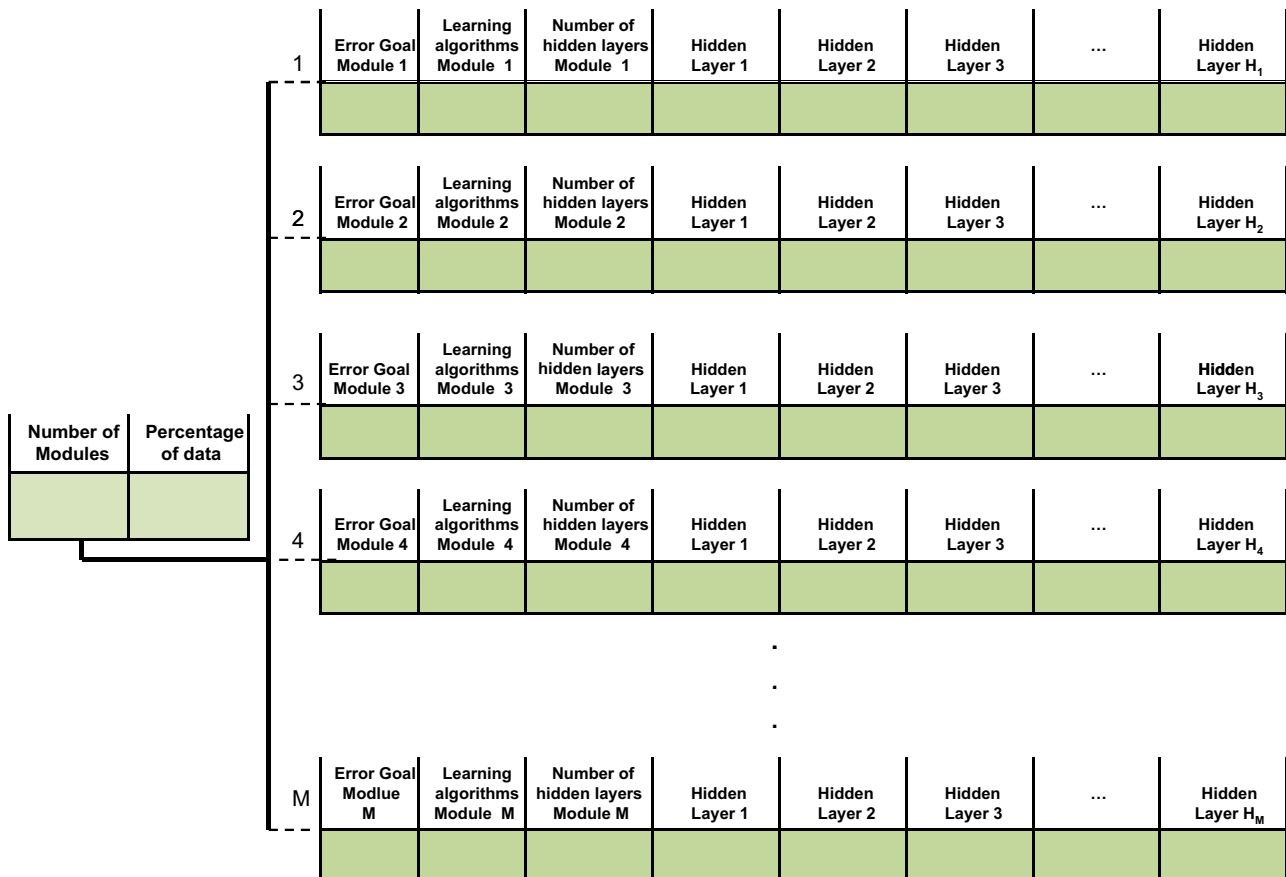 1
Error Goal
Module 1
Learning
algorithms
Module 1
Number of
hidden layers
Module 1
Hidden
Layer 1
Hidden
Layer 2
Hidden
Layer 3
...
Hidden
Layer H1
2
Error Goal
Module 2
Learning
algorithms
Module 2
Number of
hidden layers
Module 2
Hidden
Layer 1
Hidden
Layer 2
Hidden
Layer 3
...
Hidden
Layer H2
3
Error Goal
Module 3
Learning
algorithms
Module 3
Number of
hidden layers
Module 3
Hidden
Layer 1
Hidden
Layer 2
Hidden
Layer 3
...
Hidden
Layer H3
Number of
Modules
Percentage
of data
4
Error Goal
Module 4
Learning
algorithms
Module 4
Number of
hidden layers
Module 4
Hidden
Layer 1
Hidden
Layer 2
Hidden
Layer 3
...
Hidden
Layer H4
.
.
.
M
Error Goal
Modlue
M
Learning
algorithms
Module M
Number of
hidden layers
Module M
Hidden
Layer 1
Hidden
Layer 2
Hidden
Layer 3
...
Hidden
Layer HM